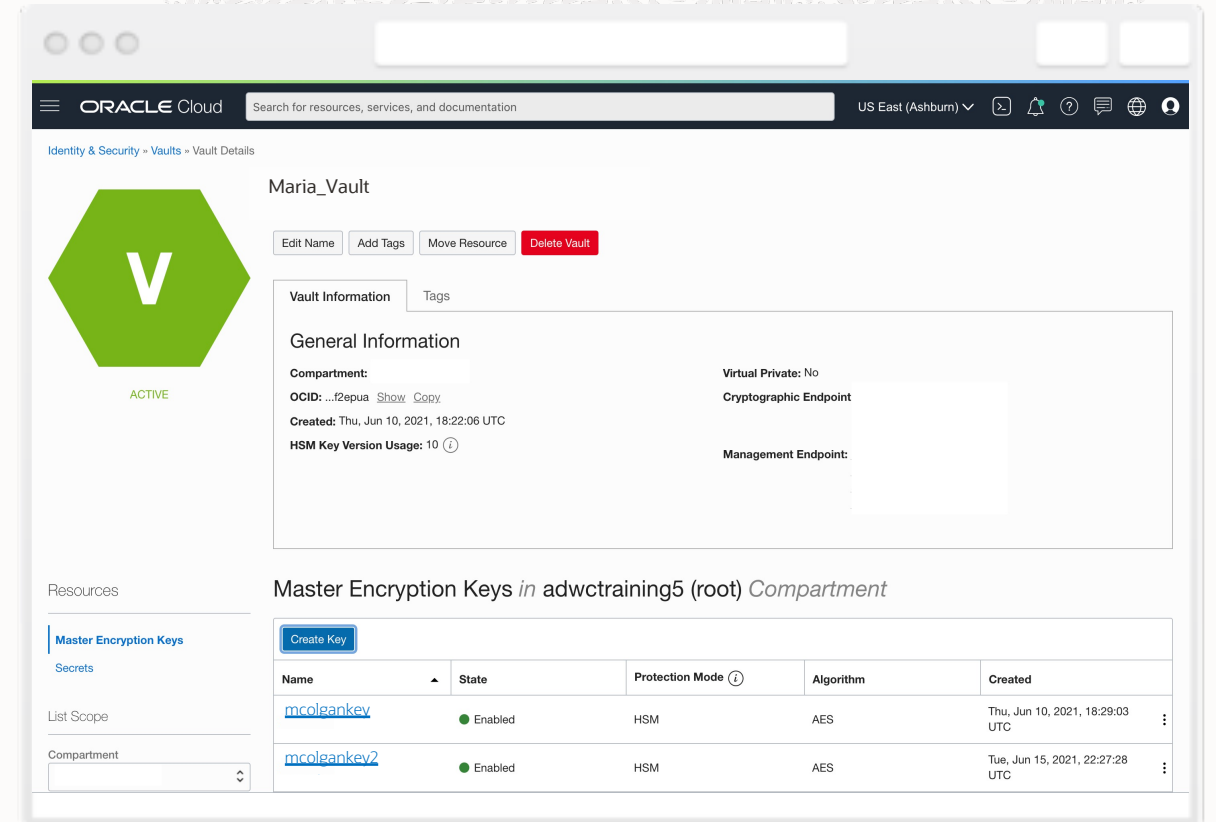 ORACLE Cloud
Search for resources, services, and documentation
US East (Ashburn)
Identity & Security » Vaults » Vault Details
V
ACTIVE
Maria_Vault
Edit Name Add Tags Move Resource Delete Vault
Vault Information Tags
General Information
Compartment:
OCID: ...f2epua Show Copy
Created: Thu, Jun 10, 2021, 18:22:06 UTC
HSM Key Version Usage: 10 i
Virtual Private: No
Cryptographic Endpoint
Management Endpoint:
Resources
Master Encryption Keys
Secrets
List Scope
Compartment
Master Encryption Keys in adwctraining5 (root) Compartment
Create Key
Name State Protection Mode i Algorithm Created
mcolgankey Enabled HSM AES Thu, Jun 10, 2021, 18:29:03
UTC
mcolgankey2 Enabled HSM AES Tue, Jun 15, 2021, 22:27:28
UTC